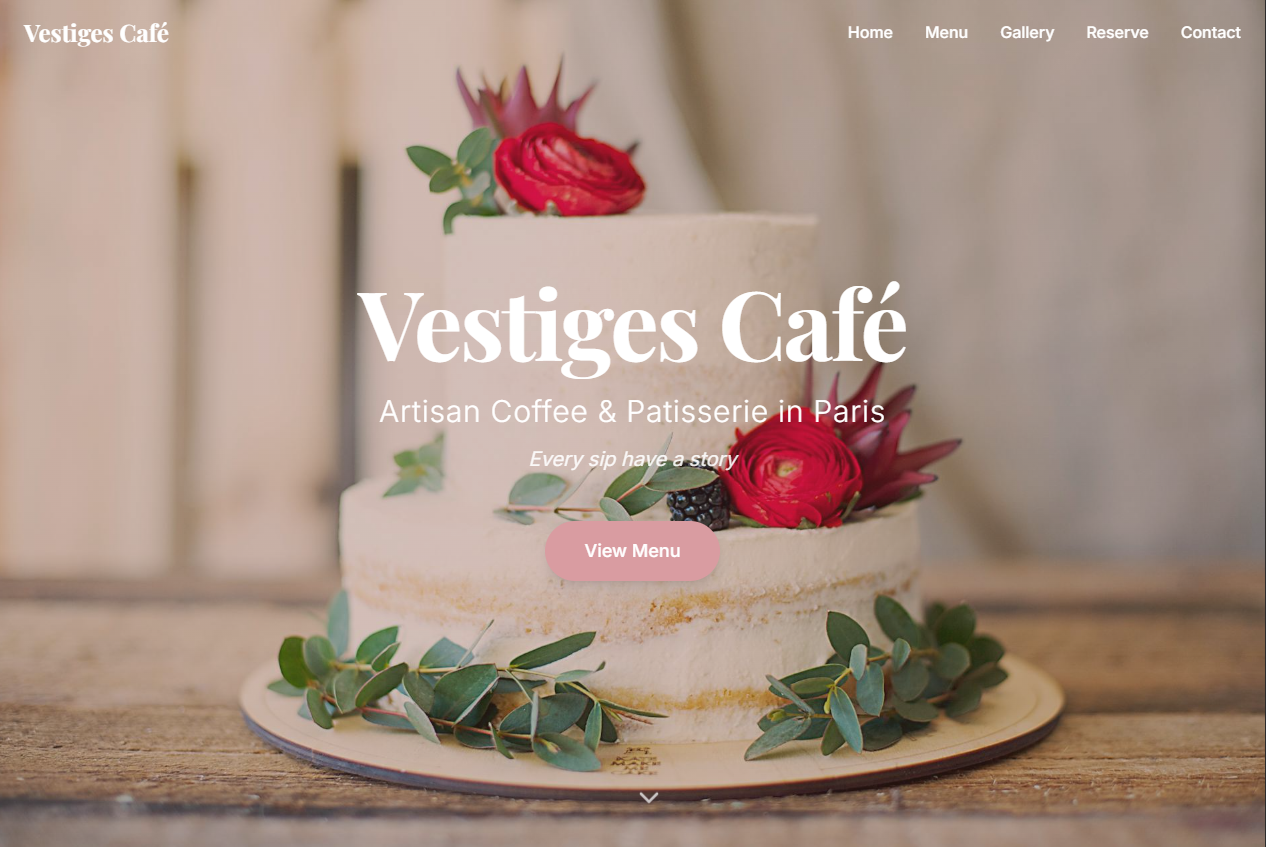 Vestiges Café
Home Menu Gallery Reserve Contact
Vestiges Café
Artisan Coffee & Patisserie in Paris
Every sip have a story
View Menu